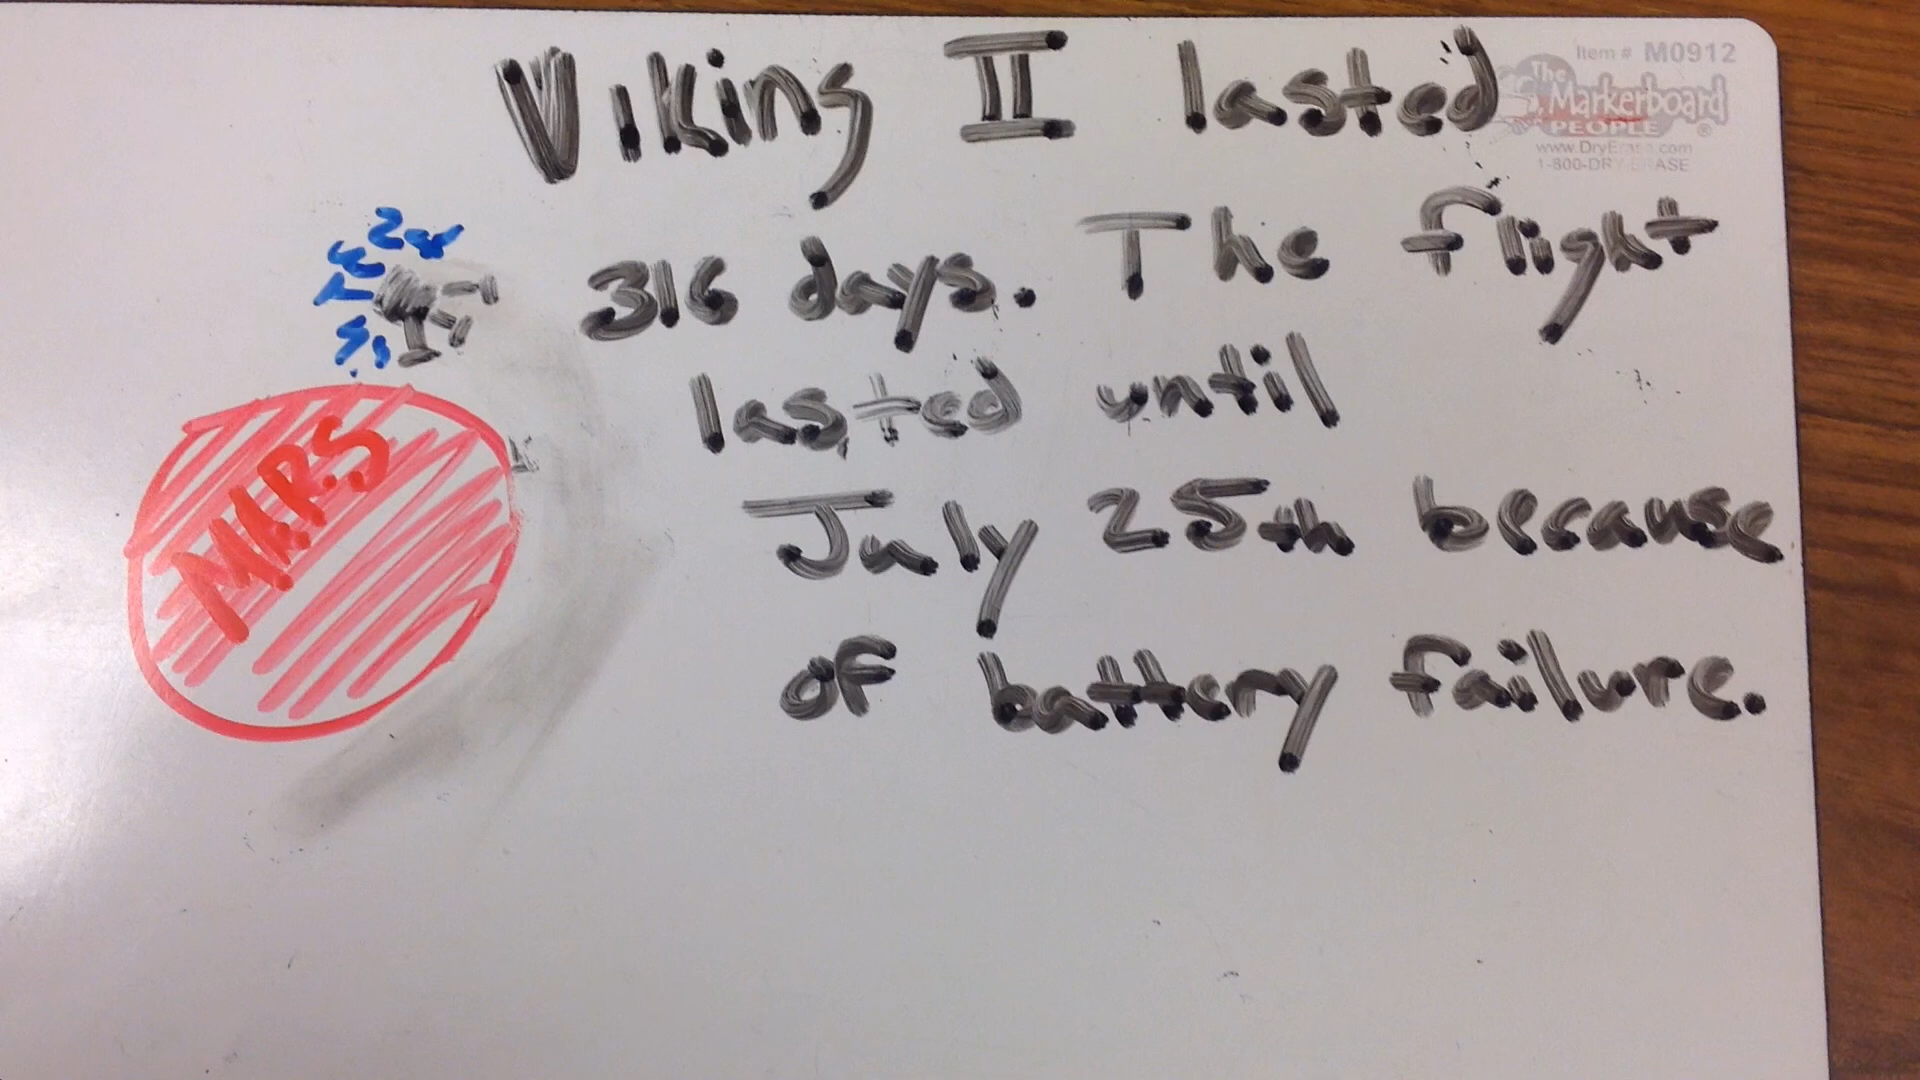 Viking II lasted
316 days. The flight
lasted until
July 25th because
of battery failure.
MARS
Item # M0912
The
Markerboard
PEOPLE ®
www.DryErase.com
1-800-DRY-ERASE